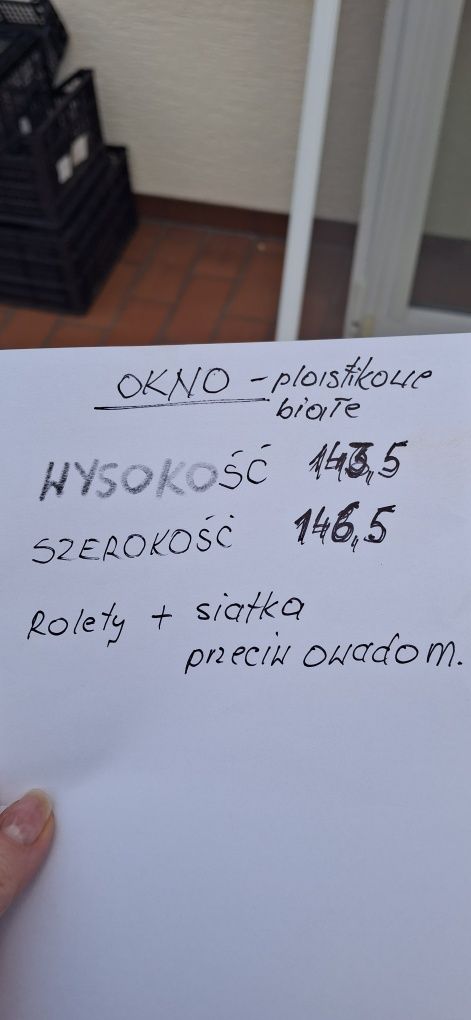 OKNO - plastikowe
białe
WYSOKOŚĆ 143,5
SZEROKOŚĆ 146,5
Rolety + siatka
przeciw owadom.